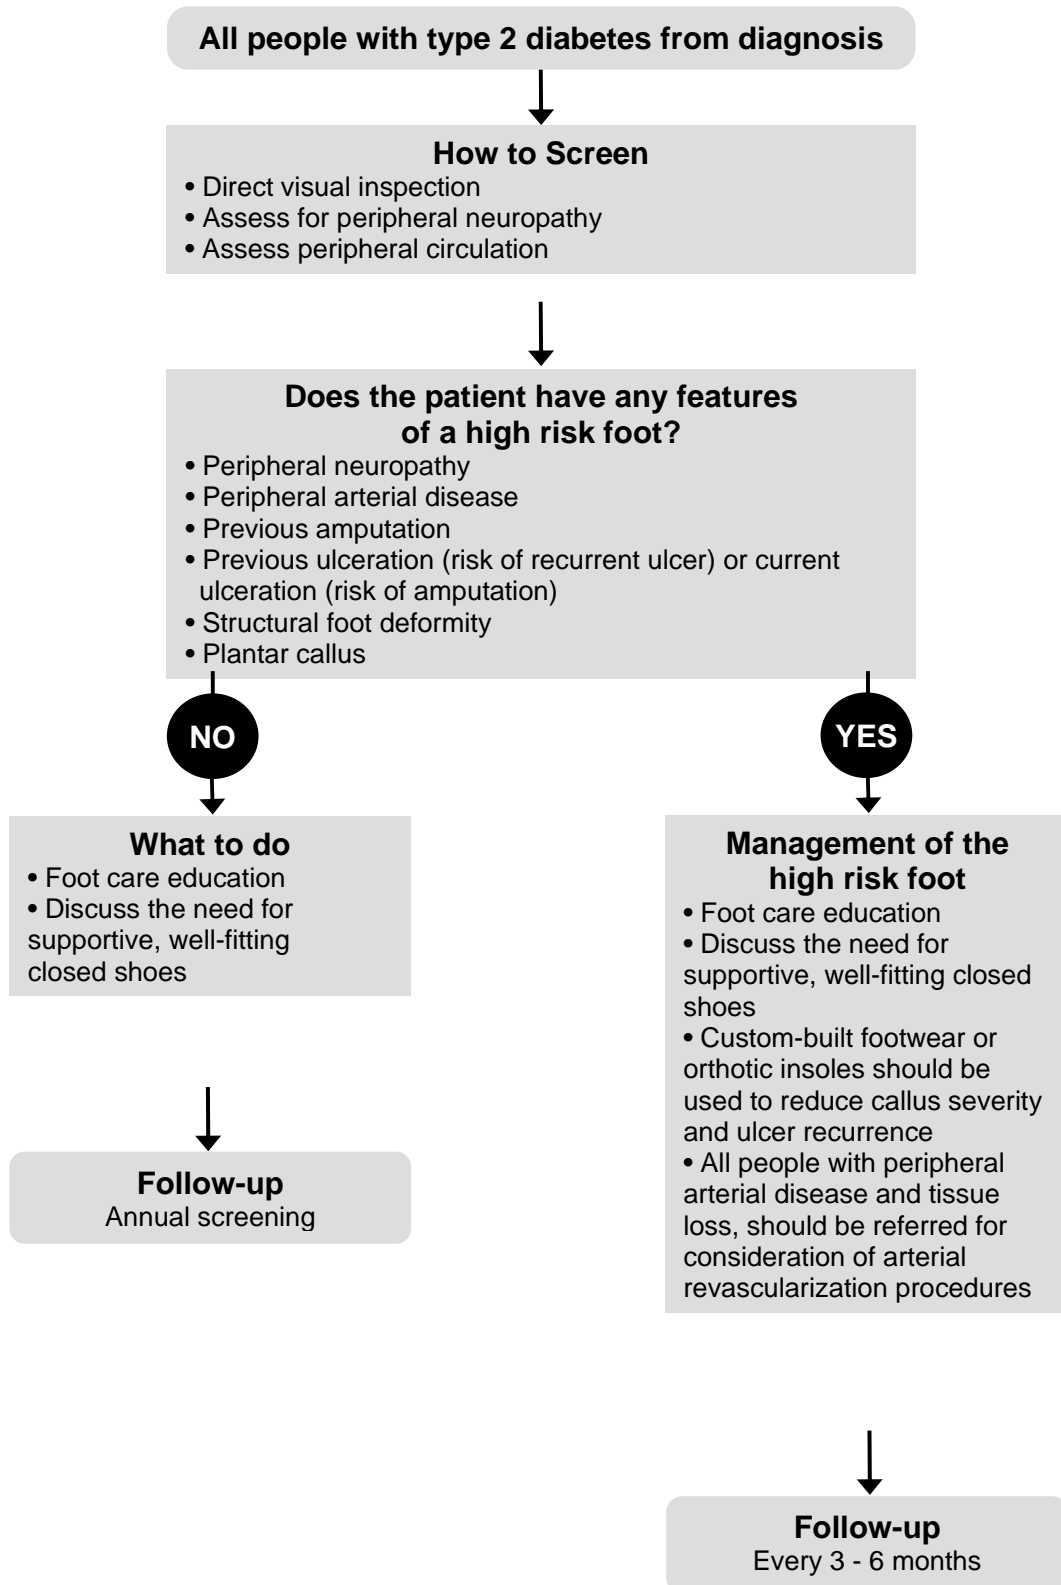 All people with type 2 diabetes from diagnosis
How to Screen
• Direct visual inspection
• Assess for peripheral neuropathy
• Assess peripheral circulation
Does the patient have any features
of a high risk foot?
• Peripheral neuropathy
• Peripheral arterial disease
• Previous amputation
• Previous ulceration (risk of recurrent ulcer) or current
ulceration (risk of amputation)
• Structural foot deformity
• Plantar callus
NO
What to do
• Foot care education
• Discuss the need for
supportive, well-fitting
closed shoes
Follow-up
Annual screening
YES
Management of the
high risk foot
• Foot care education
• Discuss the need for
supportive, well-fitting closed
shoes
• Custom-built footwear or
orthotic insoles should be
used to reduce callus severity
and ulcer recurrence
• All people with peripheral
arterial disease and tissue
loss, should be referred for
consideration of arterial
revascularization procedures
Follow-up
Every 3 - 6 months